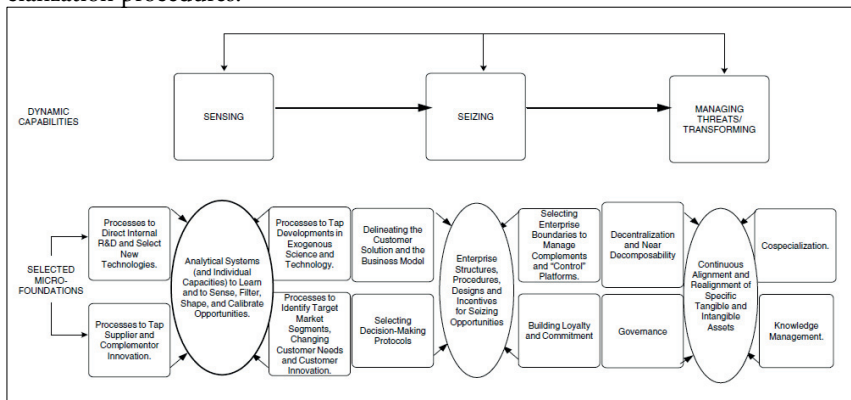 cialization procedures.
DYNAMIC
CAPABILITIES
SENSING
SEIZING
MANAGING
THREATS/
TRANSFORMING
SELECTED
MICRO-
FOUNDATIONS
Processes to
Direct Internal
R&D and Select
New
Technologies.
Processes to Tap
Supplier and
Complementor
Innovation.
Analytical Systems
(and Individual
Capacities) to Learn
and to Sense, Filter,
Shape, and Calibrate
Opportunities.
Processes to Tap
Developments in
Exogenous
Science and
Technology.
Processes to
Identify Target
Market
Segments,
Changing
Customer Needs
and Customer
Innovation.
Delineating the
Customer
Solution and the
Business Model
Selecting
Decision-Making
Protocols
Enterprise
Structures,
Procedures,
Designs and
Incentives
for Seizing
Opportunities
Selecting
Enterprise
Boundaries to
Manage
Complements
and “Control”
Platforms.
Building Loyalty
and Commitment
Decentralization
and Near
Decomposability
Governance
Continuous
Alignment and
Realignment of
Specific
Tangible and
Intangible
Assets
Cospecialization.
Knowledge
Management.